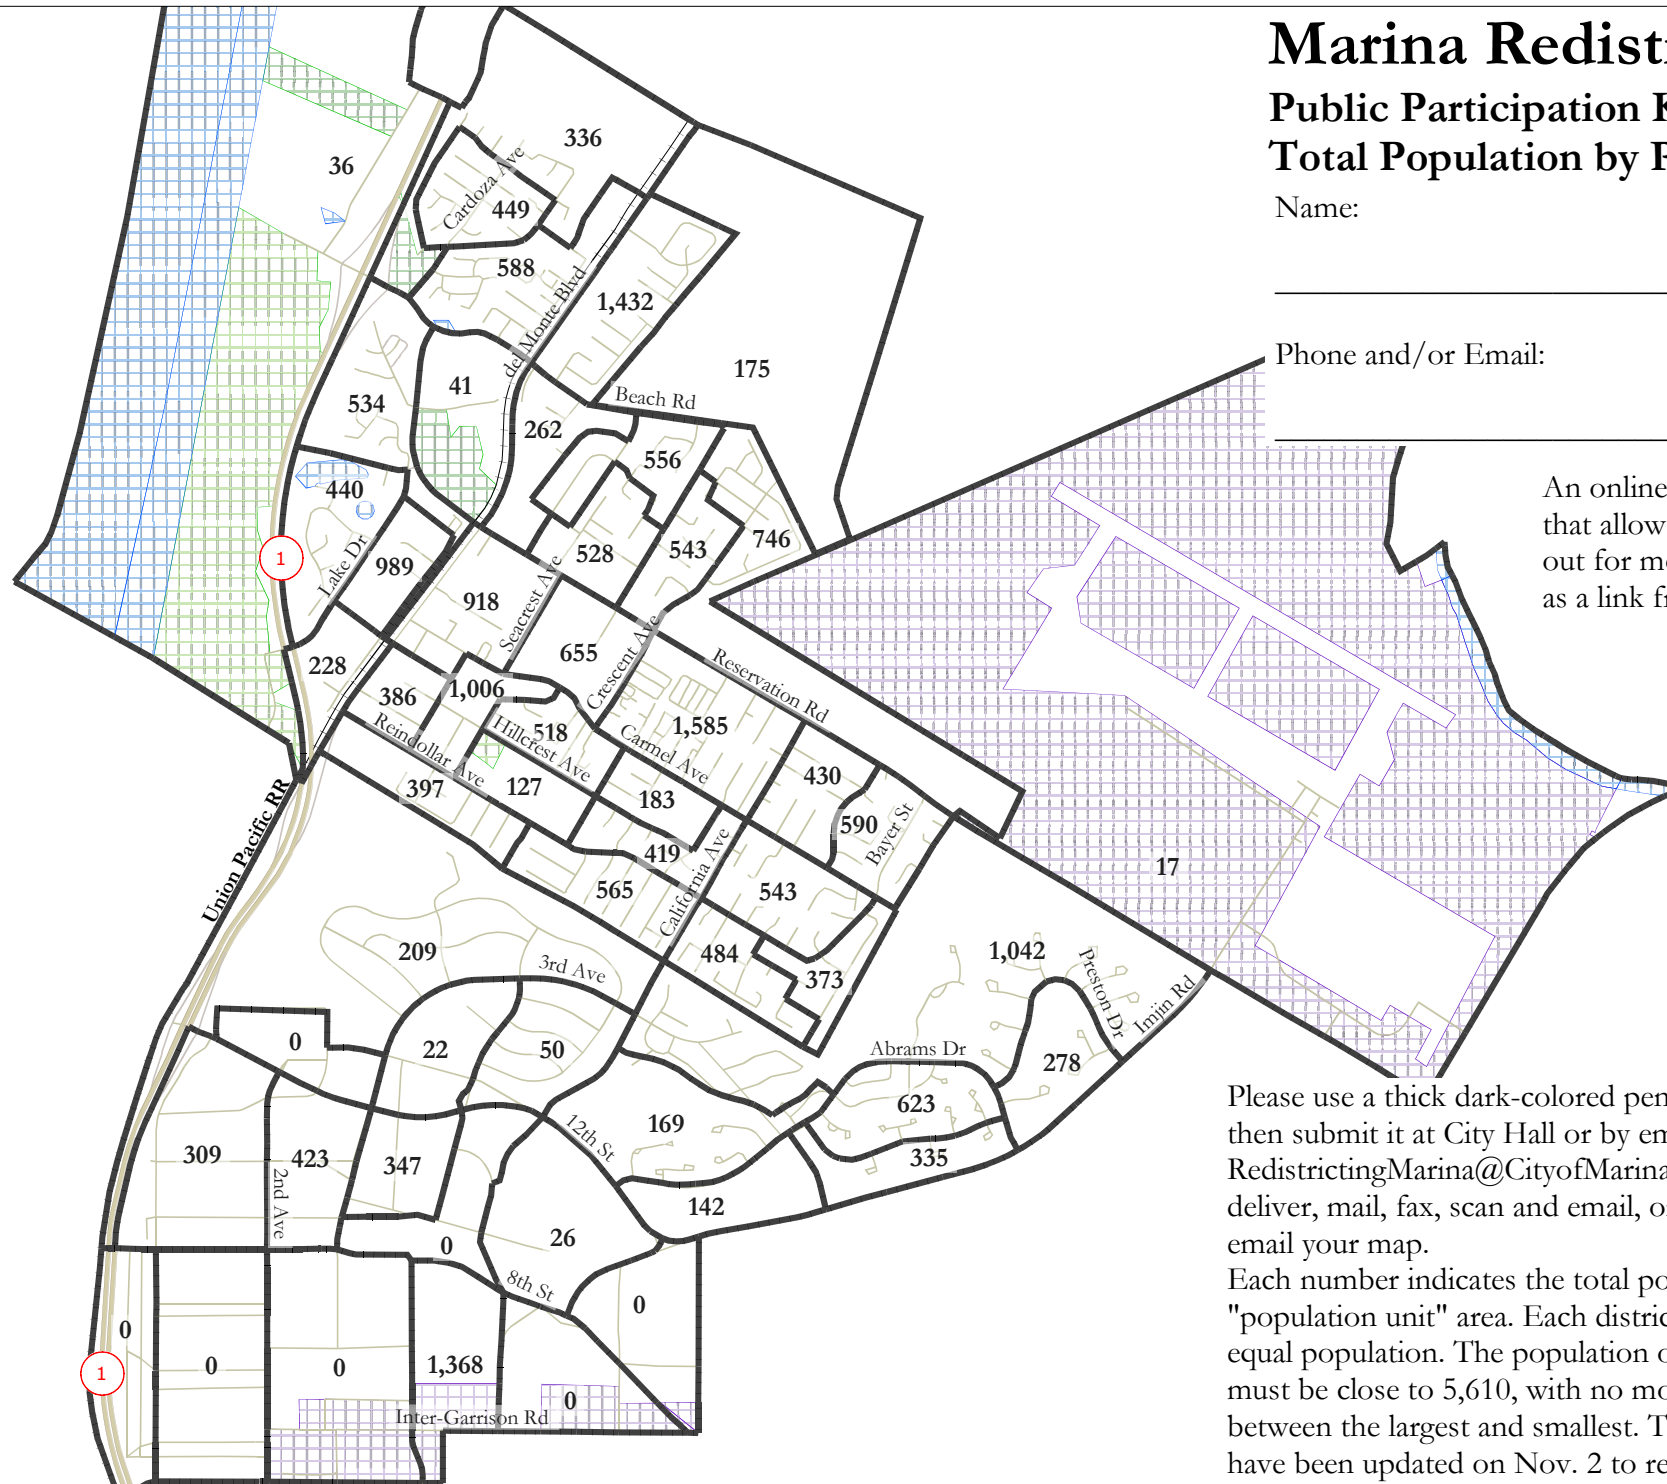 Marina Redistr
Public Participation K
Total Population by P
Name:
Phone and/or Email:
An online
that allow
out for mo
as a link fr
336
36
Cardoza Ave
449
588
del Monte Blvd
1,432
175
Beach Rd
41
534
262
556
440
746
543
528
1
989
Lake Dr
918
Seacrest Ave
655
Crescent Ave
228
Reservation Rd
386
1,006
518
1,585
Reindollar Ave
Hillcrest Ave
Carmel Ave
430
397
127
183
590
Bayer St
Union Pacific RR
419
California Ave
17
565
543
209
484
1,042
3rd Ave
373
Preston Dr
Imjin Rd
0
22
50
Abrams Dr
278
623
169
12th St
309
423
347
335
2nd Ave
142
26
0
8th St
0
0
0
0
1,368
1
0
Inter-Garrison Rd
Please use a thick dark-colored pen
then submit it at City Hall or by em
RedistrictingMarina@CityofMarina
deliver, mail, fax, scan and email, o
email your map.
Each number indicates the total po
"population unit" area. Each distric
equal population. The population o
must be close to 5,610, with no mo
between the largest and smallest. T
have been updated on Nov. 2 to re